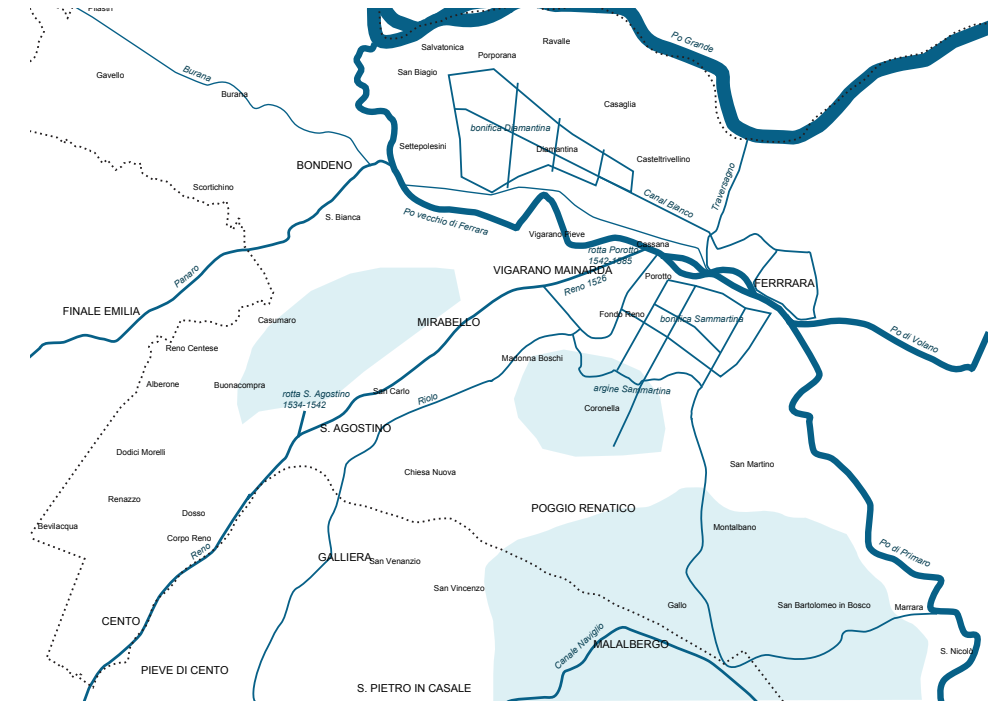 Pilastri
Salvatonica
Ravalle
Po Grande
Porporana
Gavello
Burana
San Biagio
Burana
Casaglia
bonifica Diamantina
Settepolesini
Diamantina
Casteltrivellino
BONDENO
Traversagno
Scortichino
Canal Bianco
S. Bianca
Po vecchio di Ferrara
Vigarano Pieve
Cassana
rotta Porotto
1542-1585
VIGARANO MAINARDA
Porotto
Panaro
Reno 1526
FERRRARA
FINALE EMILIA
Casumaro
MIRABELLO
Fondo Reno
bonifica Sammartina
Po di Volano
Reno Centese
Madonna Boschi
Alberone
Buonacompra
rotta S. Agostino
1534-1542
San Carlo
Riolo
argine Sammartina
Coronella
S. AGOSTINO
Dodici Morelli
Chiesa Nuova
San Martino
Renazzo
Dosso
POGGIO RENATICO
Bevilacqua
Corpo Reno
Montalbano
Reno
GALLIERA
San Venanzio
Po di Primaro
San Vincenzo
Gallo
San Bartolomeo in Bosco
Marrara
CENTO
Canale Naviglio
MALALBERGO
S. Nicolò
PIEVE DI CENTO
S. PIETRO IN CASALE